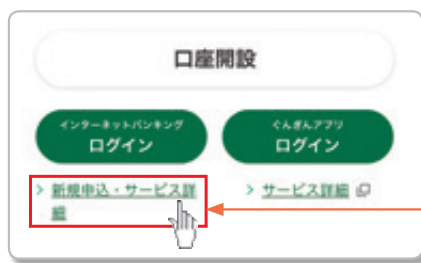 口座開設
インターネットバンキング
ログイン
ぐんぎんアプリ
ログイン
> 新規申込・サービス詳
細
> サービス詳細